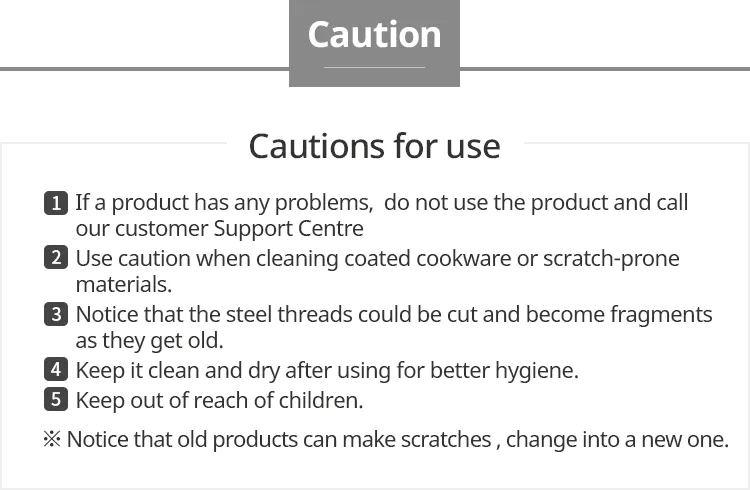 Caution
Cautions for use
1 If a product has any problems,  do not use the product and call
our customer Support Centre
2 Use caution when cleaning coated cookware or scratch-prone
materials.
3 Notice that the steel threads could be cut and become fragments
as they get old.
4 Keep it clean and dry after using for better hygiene.
5 Keep out of reach of children.
※ Notice that old products can make scratches , change into a new one.